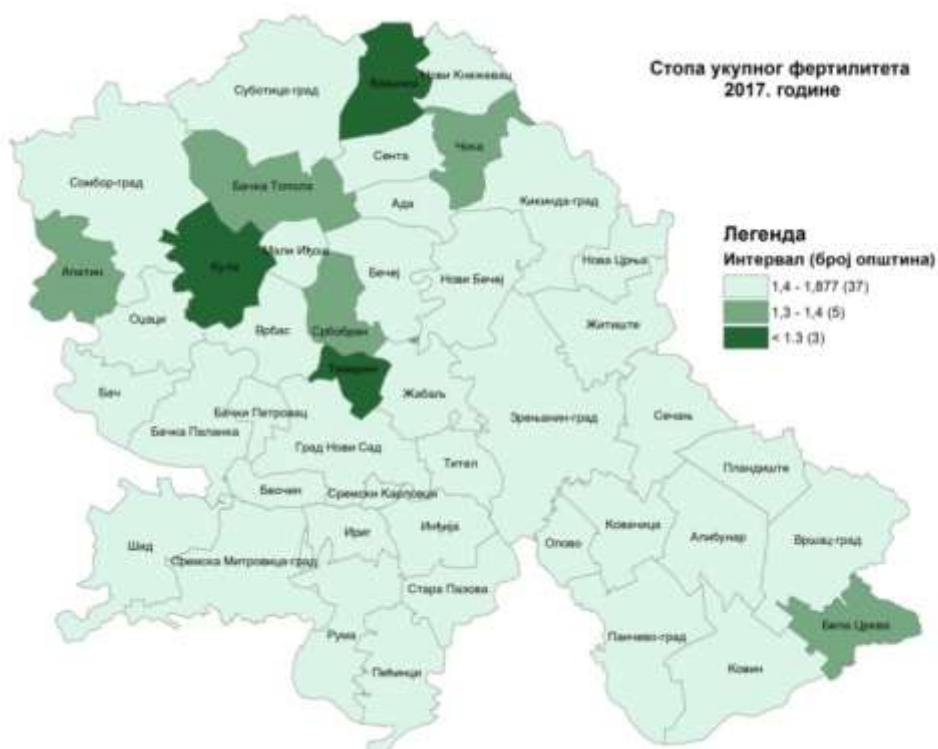 Стопа укупног фертилитета
2017. године
Суботица-град
Кањижа
Нови Кнежевац
Сента
Чока
Сомбор-град
Бачка Топола
Ада
Кикинда-град
Апатин
Кула
Мали Иђош
Бечеј
Нови Бечеј
Нова Црња
Оџаци
Врбас
Србобран
Житиште
Темерин
Бач
Жабаљ
Зрењанин-град
Сечањ
Бачки Петровац
Бачка Паланка
Град Нови Сад
Тител
Пландиште
Беочин
Сремски Карловци
Шид
Сремска Митровица-град
Ириг
Инђија
Опово
Ковачица
Алибунар
Вршац-град
Стара Пазова
Рума
Панчево-град
Бела Црква
Пећинци
Ковин
Легенда
Интервал (број општина)
1,4 - 1,877 (37)
1,3 - 1,4 (5)
< 1.3 (3)